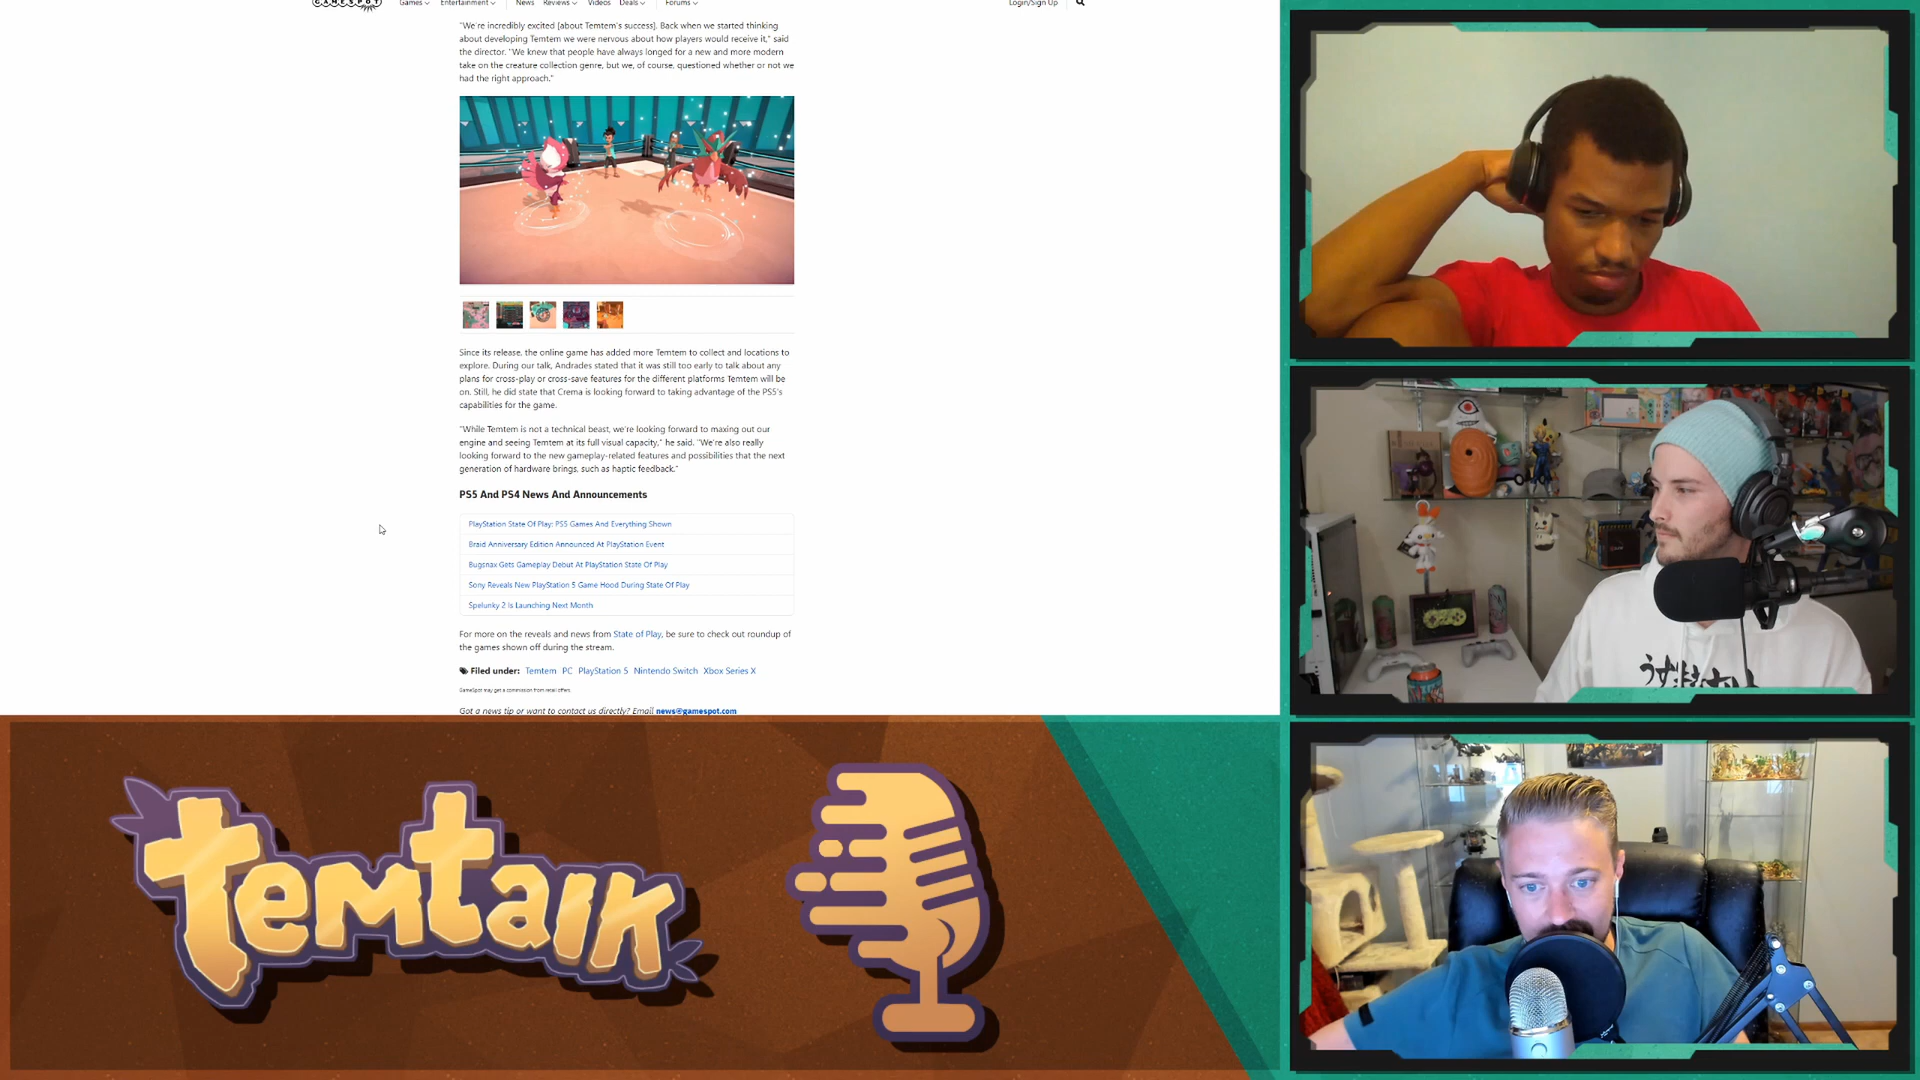 GAMESPOT
Games Entertainment News Reviews Videos Deals Forums Login/Sign Up
"We're incredibly excited [about Temtem's success]. Back when we started thinking
about developing Temtem we were nervous about how players would receive it," said
the director. "We knew that people have always longed for a new and more modern
take on the creature collection genre, but we, of course, questioned whether or not we
had the right approach."
Since its release, the online game has added more Temtem to collect and locations to
explore. During our talk, Andrades stated that it was still too early to talk about any
plans for cross-play or cross-save features for the different platforms Temtem will be
on. Still, he did state that Crema is looking forward to taking advantage of the PS5's
capabilities for the game.
"While Temtem is not a technical beast, we're looking forward to maxing out our
engine and seeing Temtem at its full visual capacity," he said. "We're also really
looking forward to the new gameplay-related features and possibilities that the next
generation of hardware brings, such as haptic feedback."
PS5 And PS4 News And Announcements
PlayStation State Of Play: PS5 Games And Everything Shown
Braid Anniversary Edition Announced At PlayStation Event
Bugsnax Gets Gameplay Debut At PlayStation State Of Play
Sony Reveals New PlayStation 5 Game Hood During State Of Play
Spelunky 2 Is Launching Next Month
For more on the reveals and news from State of Play, be sure to check out roundup of
the games shown off during the stream.
Filed under: Temtem PC PlayStation 5 Nintendo Switch Xbox Series X
GameSpot may get a commission from retail offers.
Got a news tip or want to contact us directly? Email news@gamespot.com
temtalk